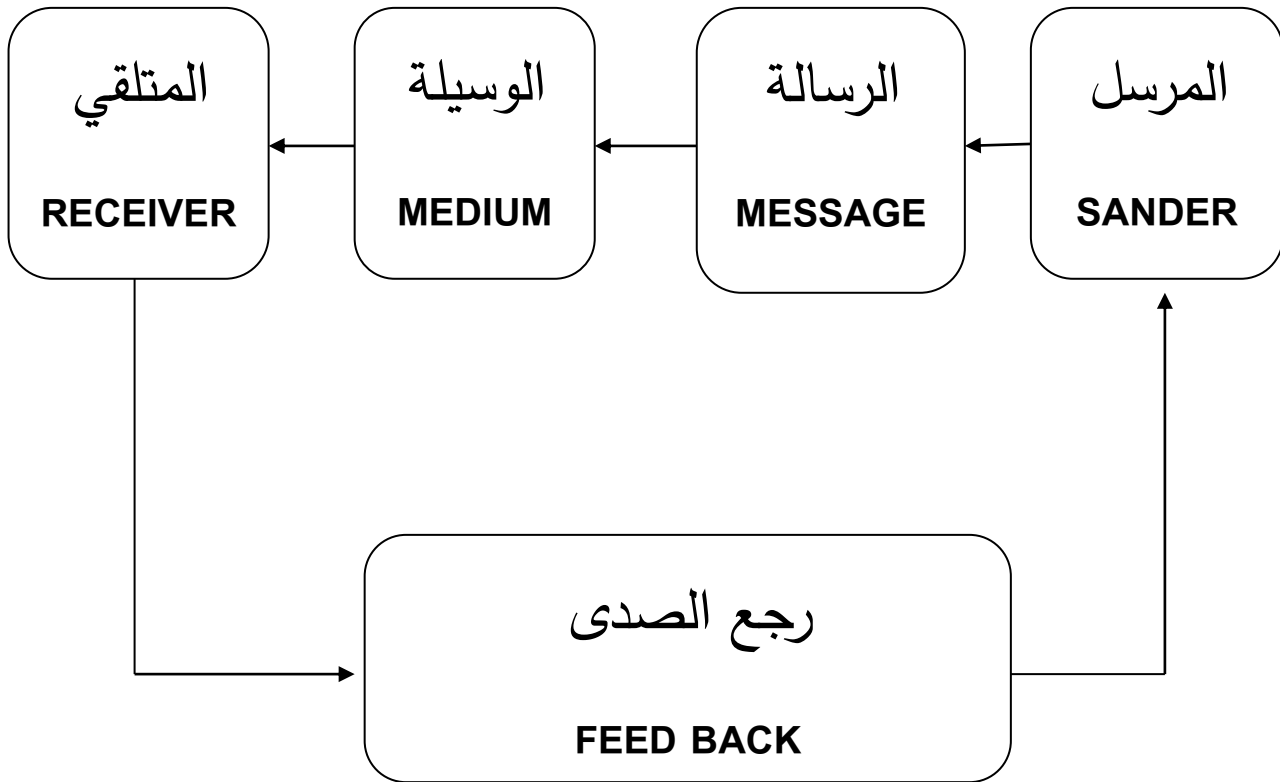 المرسل
SANDER
الرسالة
MESSAGE
الوسيلة
MEDIUM
المتلقي
RECEIVER
رجع الصدى
FEED BACK